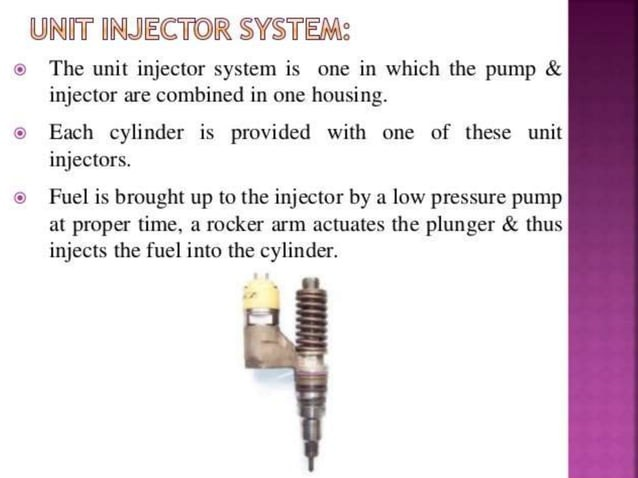 UNIT INJECTOR SYSTEM:
The unit injector system is one in which the pump &
injector are combined in one housing.
Each cylinder is provided with one of these unit
injectors.
Fuel is brought up to the injector by a low pressure pump
at proper time, a rocker arm actuates the plunger & thus
injects the fuel into the cylinder.